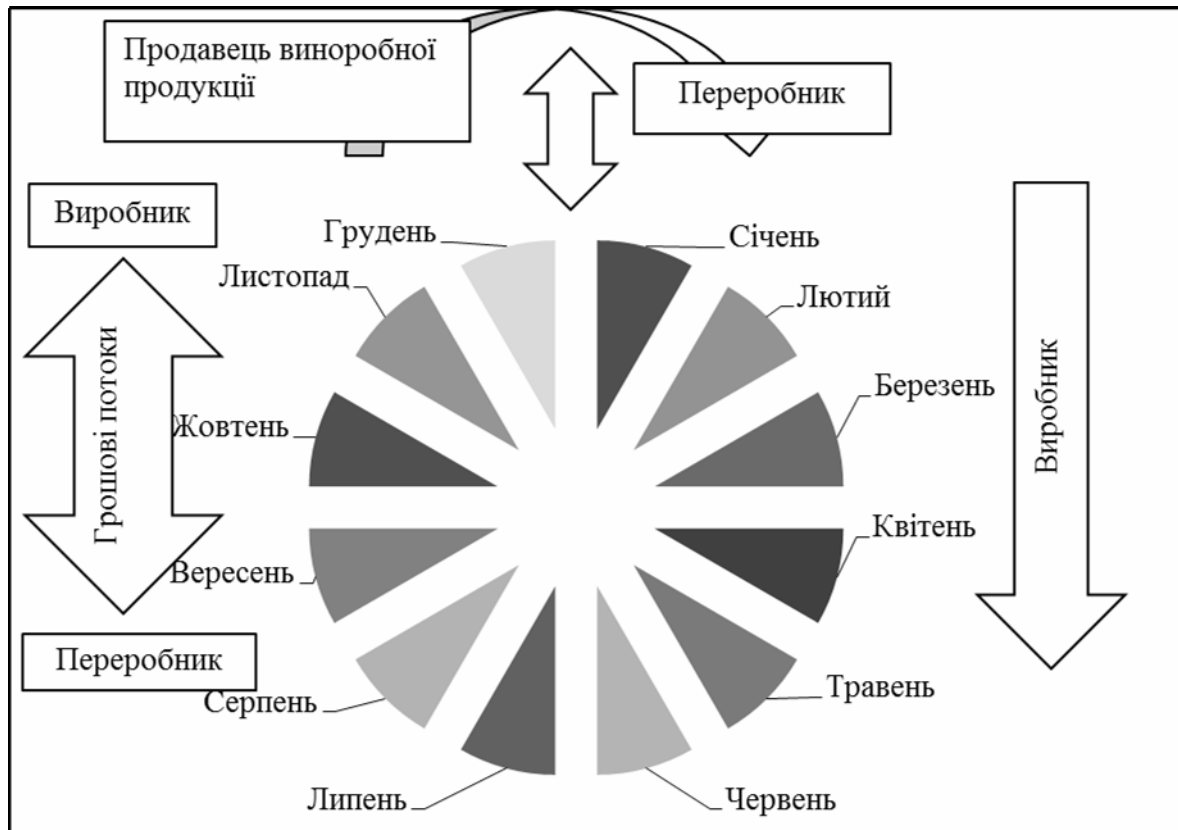 Продавець виноробної
продукції
Переробник
Виробник
Грудень
Січень
Листопад
Лютий
Березень
Грошові потоки
Жовтень
Виробник
Квітень
Вересень
Переробник
Травень
Серпень
Липень
Червень